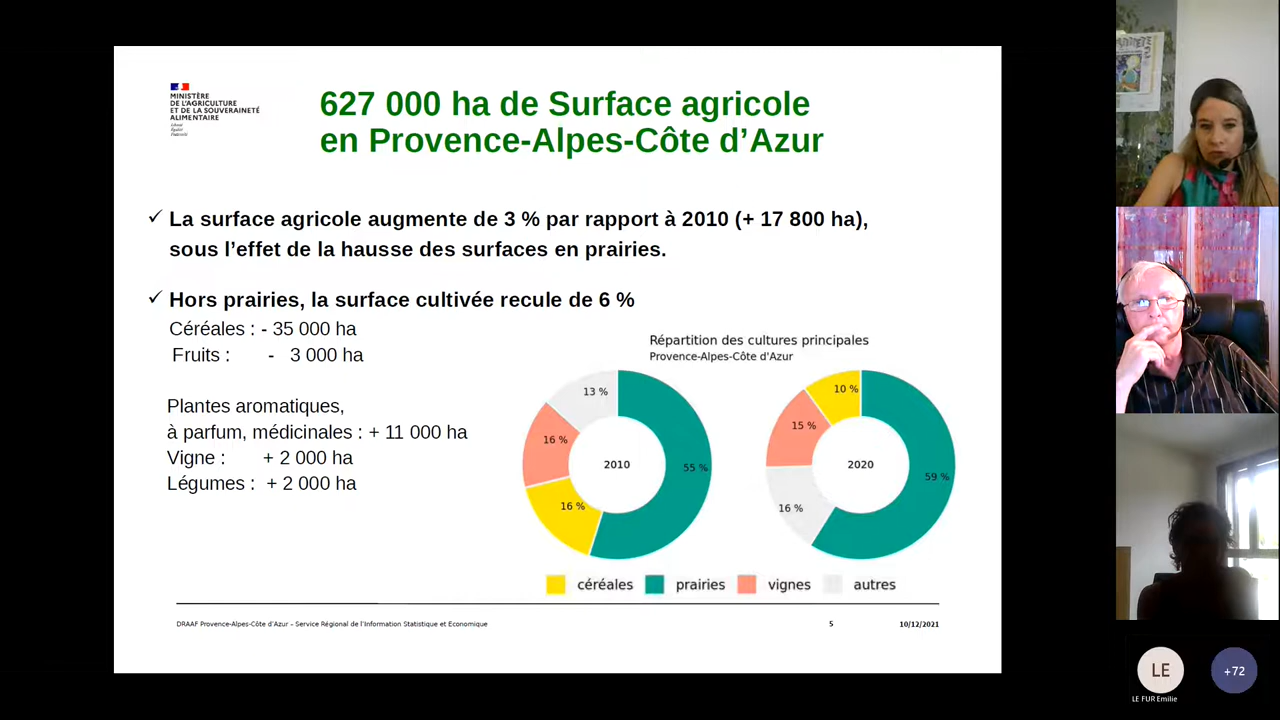 MINISTÈRE
DE L'AGRICULTURE
ET DE LA SOUVERAINETÉ
ALIMENTAIRE
Liberté
Égalité
Fraternité
627 000 ha de Surface agricole
en Provence-Alpes-Côte d’Azur
✓ La surface agricole augmente de 3 % par rapport à 2010 (+ 17 800 ha),
sous l’effet de la hausse des surfaces en prairies.
✓ Hors prairies, la surface cultivée recule de 6 %
Céréales : - 35 000 ha
Fruits : - 3 000 ha
Plantes aromatiques,
à parfum, médicinales : + 11 000 ha
Vigne : + 2 000 ha
Légumes : + 2 000 ha
Répartition des cultures principales
Provence-Alpes-Côte d'Azur
13 %
16 %
2010
55 %
16 %
10 %
15 %
2020
59 %
16 %
céréales prairies vignes autres
DRAAF Provence-Alpes-Côte d’Azur – Service Régional de l’Information Statistique et Economique 5 10/12/2021
LE
+72
LE FUR Emilie